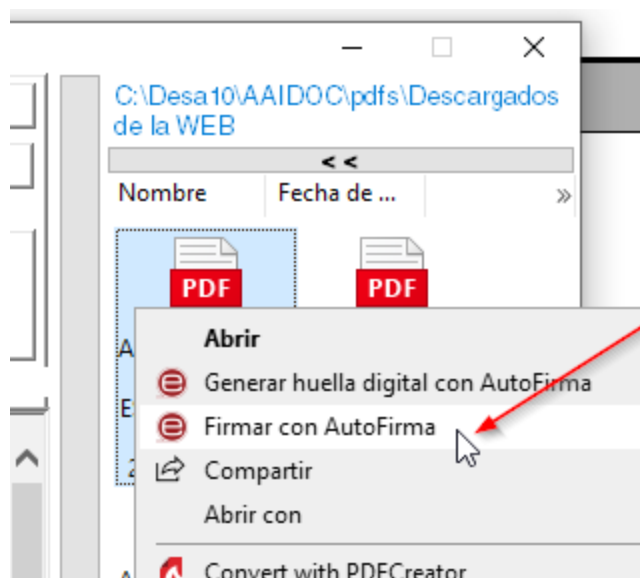 C:\Desa10\AAIDOC\pdfs\Descargados
de la WEB
<<
Nombre
Fecha de ...
»
PDF
PDF
A
Abrir
Generar huella digital con AutoFirma
E
Firmar con AutoFirma
2
Compartir
Abrir con
Convert with PDFCreator